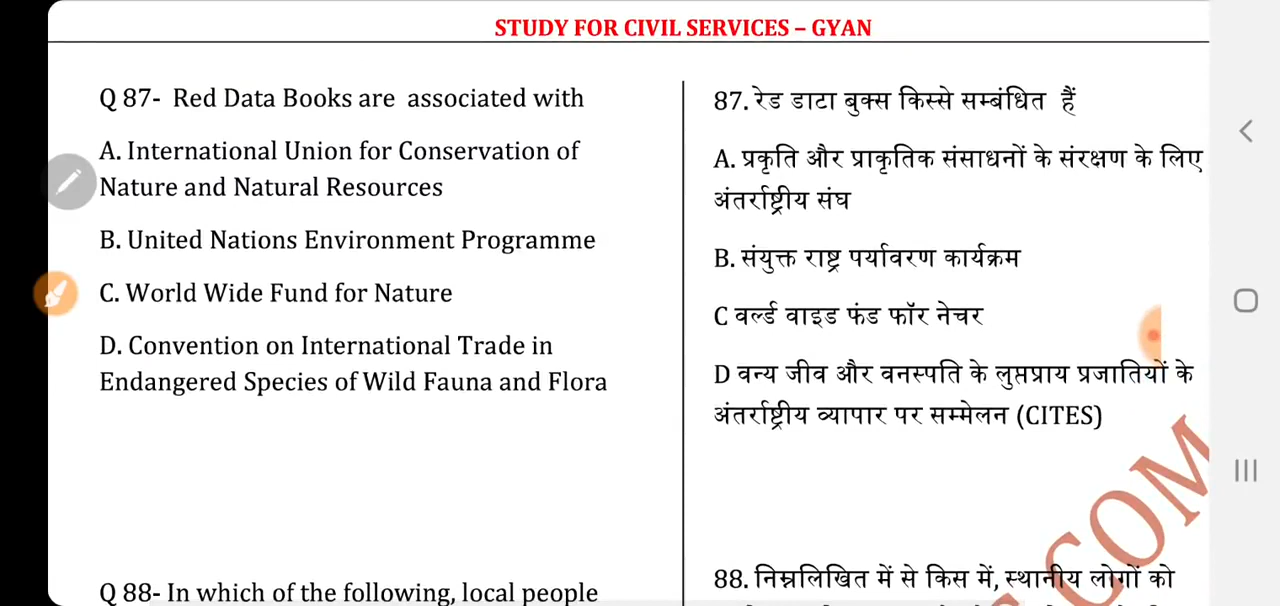 STUDY FOR CIVIL SERVICES – GYAN
Q 87- Red Data Books are associated with
A. International Union for Conservation of
Nature and Natural Resources
B. United Nations Environment Programme
C. World Wide Fund for Nature
D. Convention on International Trade in
Endangered Species of Wild Fauna and Flora
Q 88- In which of the following, local people
87. रेड डाटा बुक्स किस्से सम्बंधित हैं
A. प्रकृति और प्राकृतिक संसाधनों के संरक्षण के लिए
अंतर्राष्ट्रीय संघ
B. संयुक्त राष्ट्र पर्यावरण कार्यक्रम
C वर्ल्ड वाइड फंड फॉर नेचर
D वन्य जीव और वनस्पति के लुप्तप्राय प्रजातियों के
अंतर्राष्ट्रीय व्यापार पर सम्मेलन (CITES)
88. निम्नलिखित में से किस में, स्थानीय लोगों को
.COM